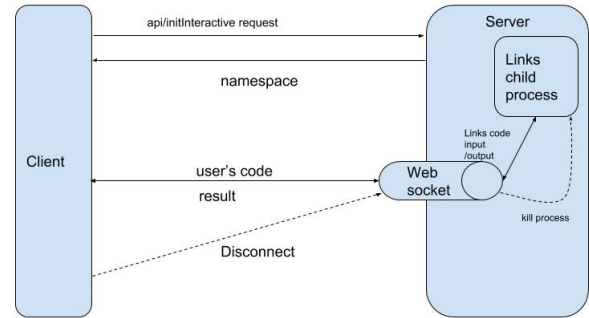 api/initInteractive request
Server
Links
child
process
namespace
Links code
input
/output
Client
user's code
Web
socket
result
kill process
Disconnect